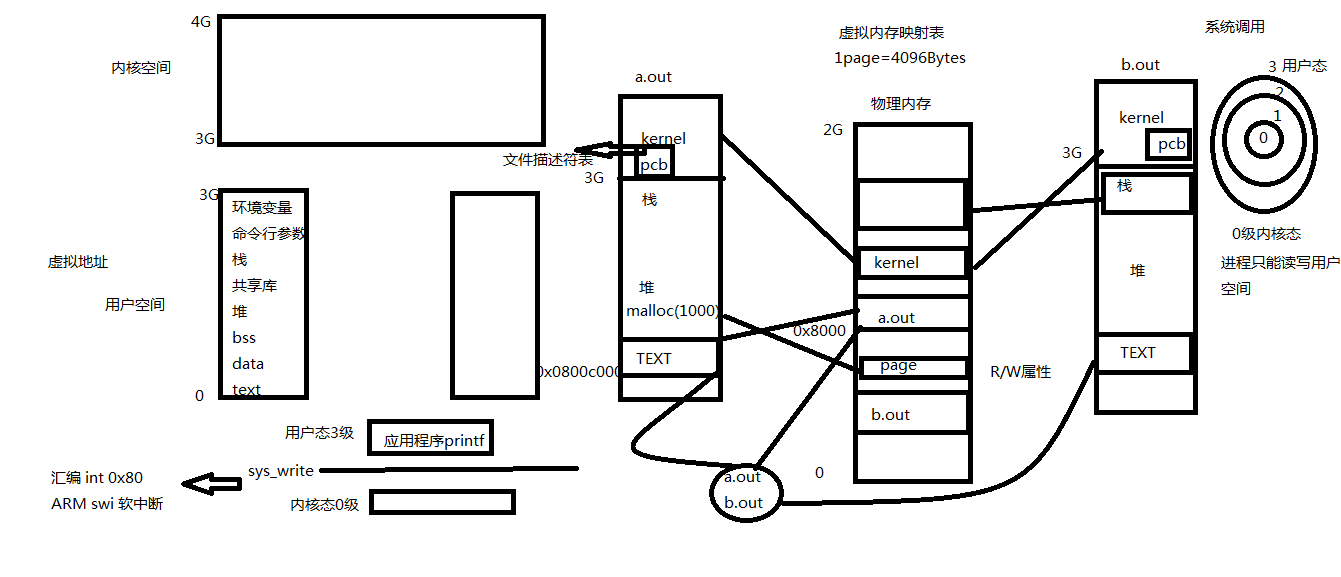 4G
内核空间
3G
3G
环境变量
命令行参数
栈
共享库
堆
bss
data
text
0
虚拟地址
用户空间
用户态3级
应用程序printf
sys_write
汇编 int 0x80
ARM swi 软中断
内核态0级
a.out
kernel
pcb
文件描述符表
3G
栈
堆
malloc(1000)
TEXT
0x0800c000
虚拟内存映射表
1page=4096Bytes
物理内存
2G
kernel
a.out
0x8000
page
R/W属性
b.out
0
a.out
b.out
b.out
kernel
pcb
3G
栈
堆
TEXT
系统调用
3 用户态
2
1
0
0级内核态
进程只能读写用户
空间